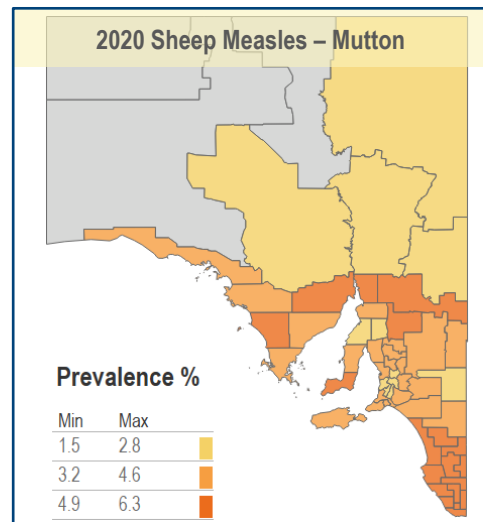 2020 Sheep Measles – Mutton
Prevalence %
Min Max
1.5 2.8
3.2 4.6
4.9 6.3